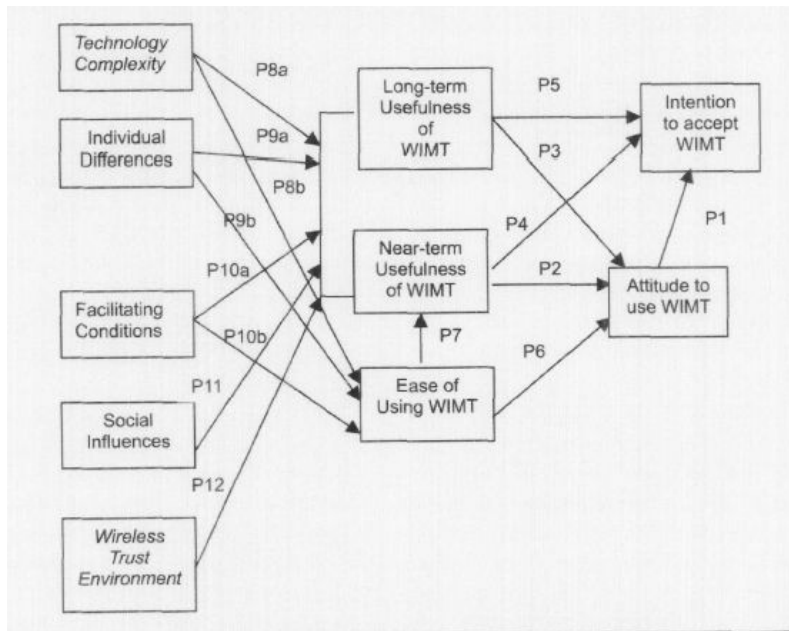 Technology
Complexity
Individual
Differences
Facilitating
Conditions
Social
Influences
Wireless
Trust
Environment
P8a
P9a
P8b
P9b
P10a
P10b
P11
P12
Long-term
Usefulness
of
WIMT
Near-term
Usefulness
of WIMT
P7
Ease of
Using WIMT
P5
P3
P4
P2
P6
Intention
to accept
WIMT
P1
Attitude to
use WIMT